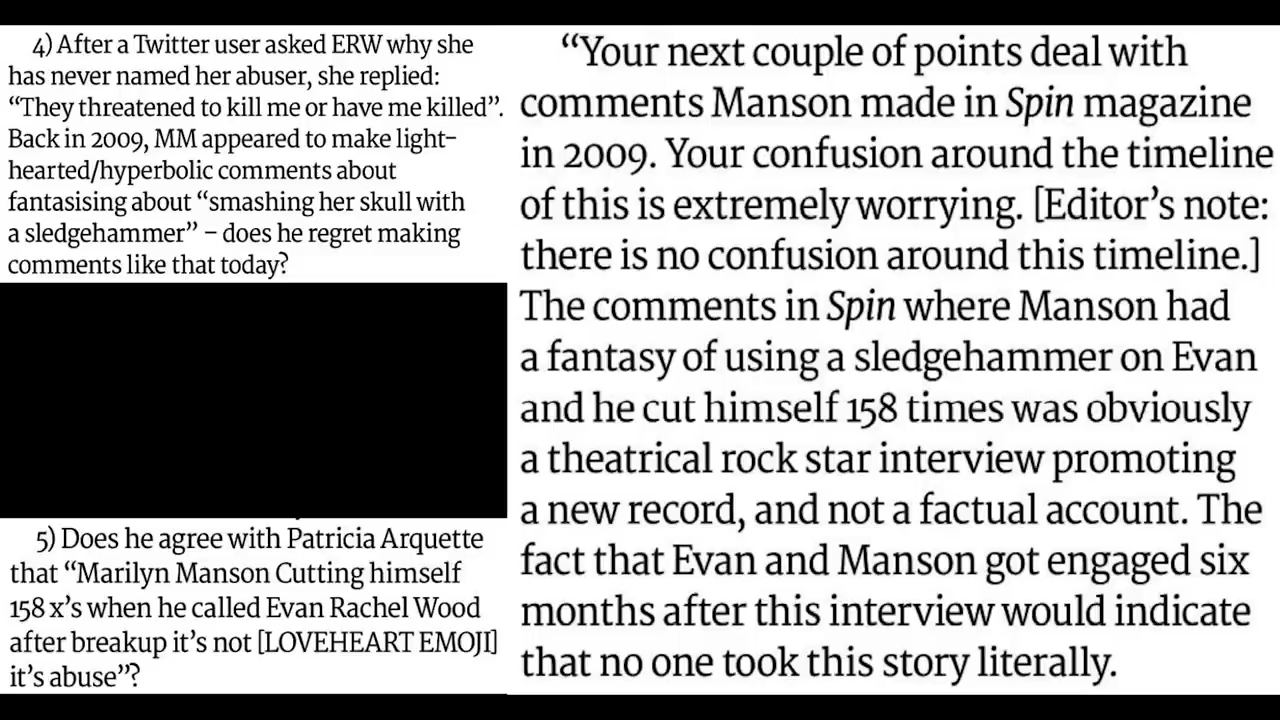 4) After a Twitter user asked ERW why she
has never named her abuser, she replied:
“They threatened to kill me or have me killed”.
Back in 2009, MM appeared to make light-
hearted/hyperbolic comments about
fantasising about “smashing her skull with
a sledgehammer” – does he regret making
comments like that today?
5) Does he agree with Patricia Arquette
that “Marilyn Manson Cutting himself
158 x’s when he called Evan Rachel Wood
after breakup it’s not [LOVEHEART EMOJI]
it’s abuse”?
“Your next couple of points deal with
comments Manson made in Spin magazine
in 2009. Your confusion around the timeline
of this is extremely worrying. [Editor’s note:
there is no confusion around this timeline.]
The comments in Spin where Manson had
a fantasy of using a sledgehammer on Evan
and he cut himself 158 times was obviously
a theatrical rock star interview promoting
a new record, and not a factual account. The
fact that Evan and Manson got engaged six
months after this interview would indicate
that no one took this story literally.